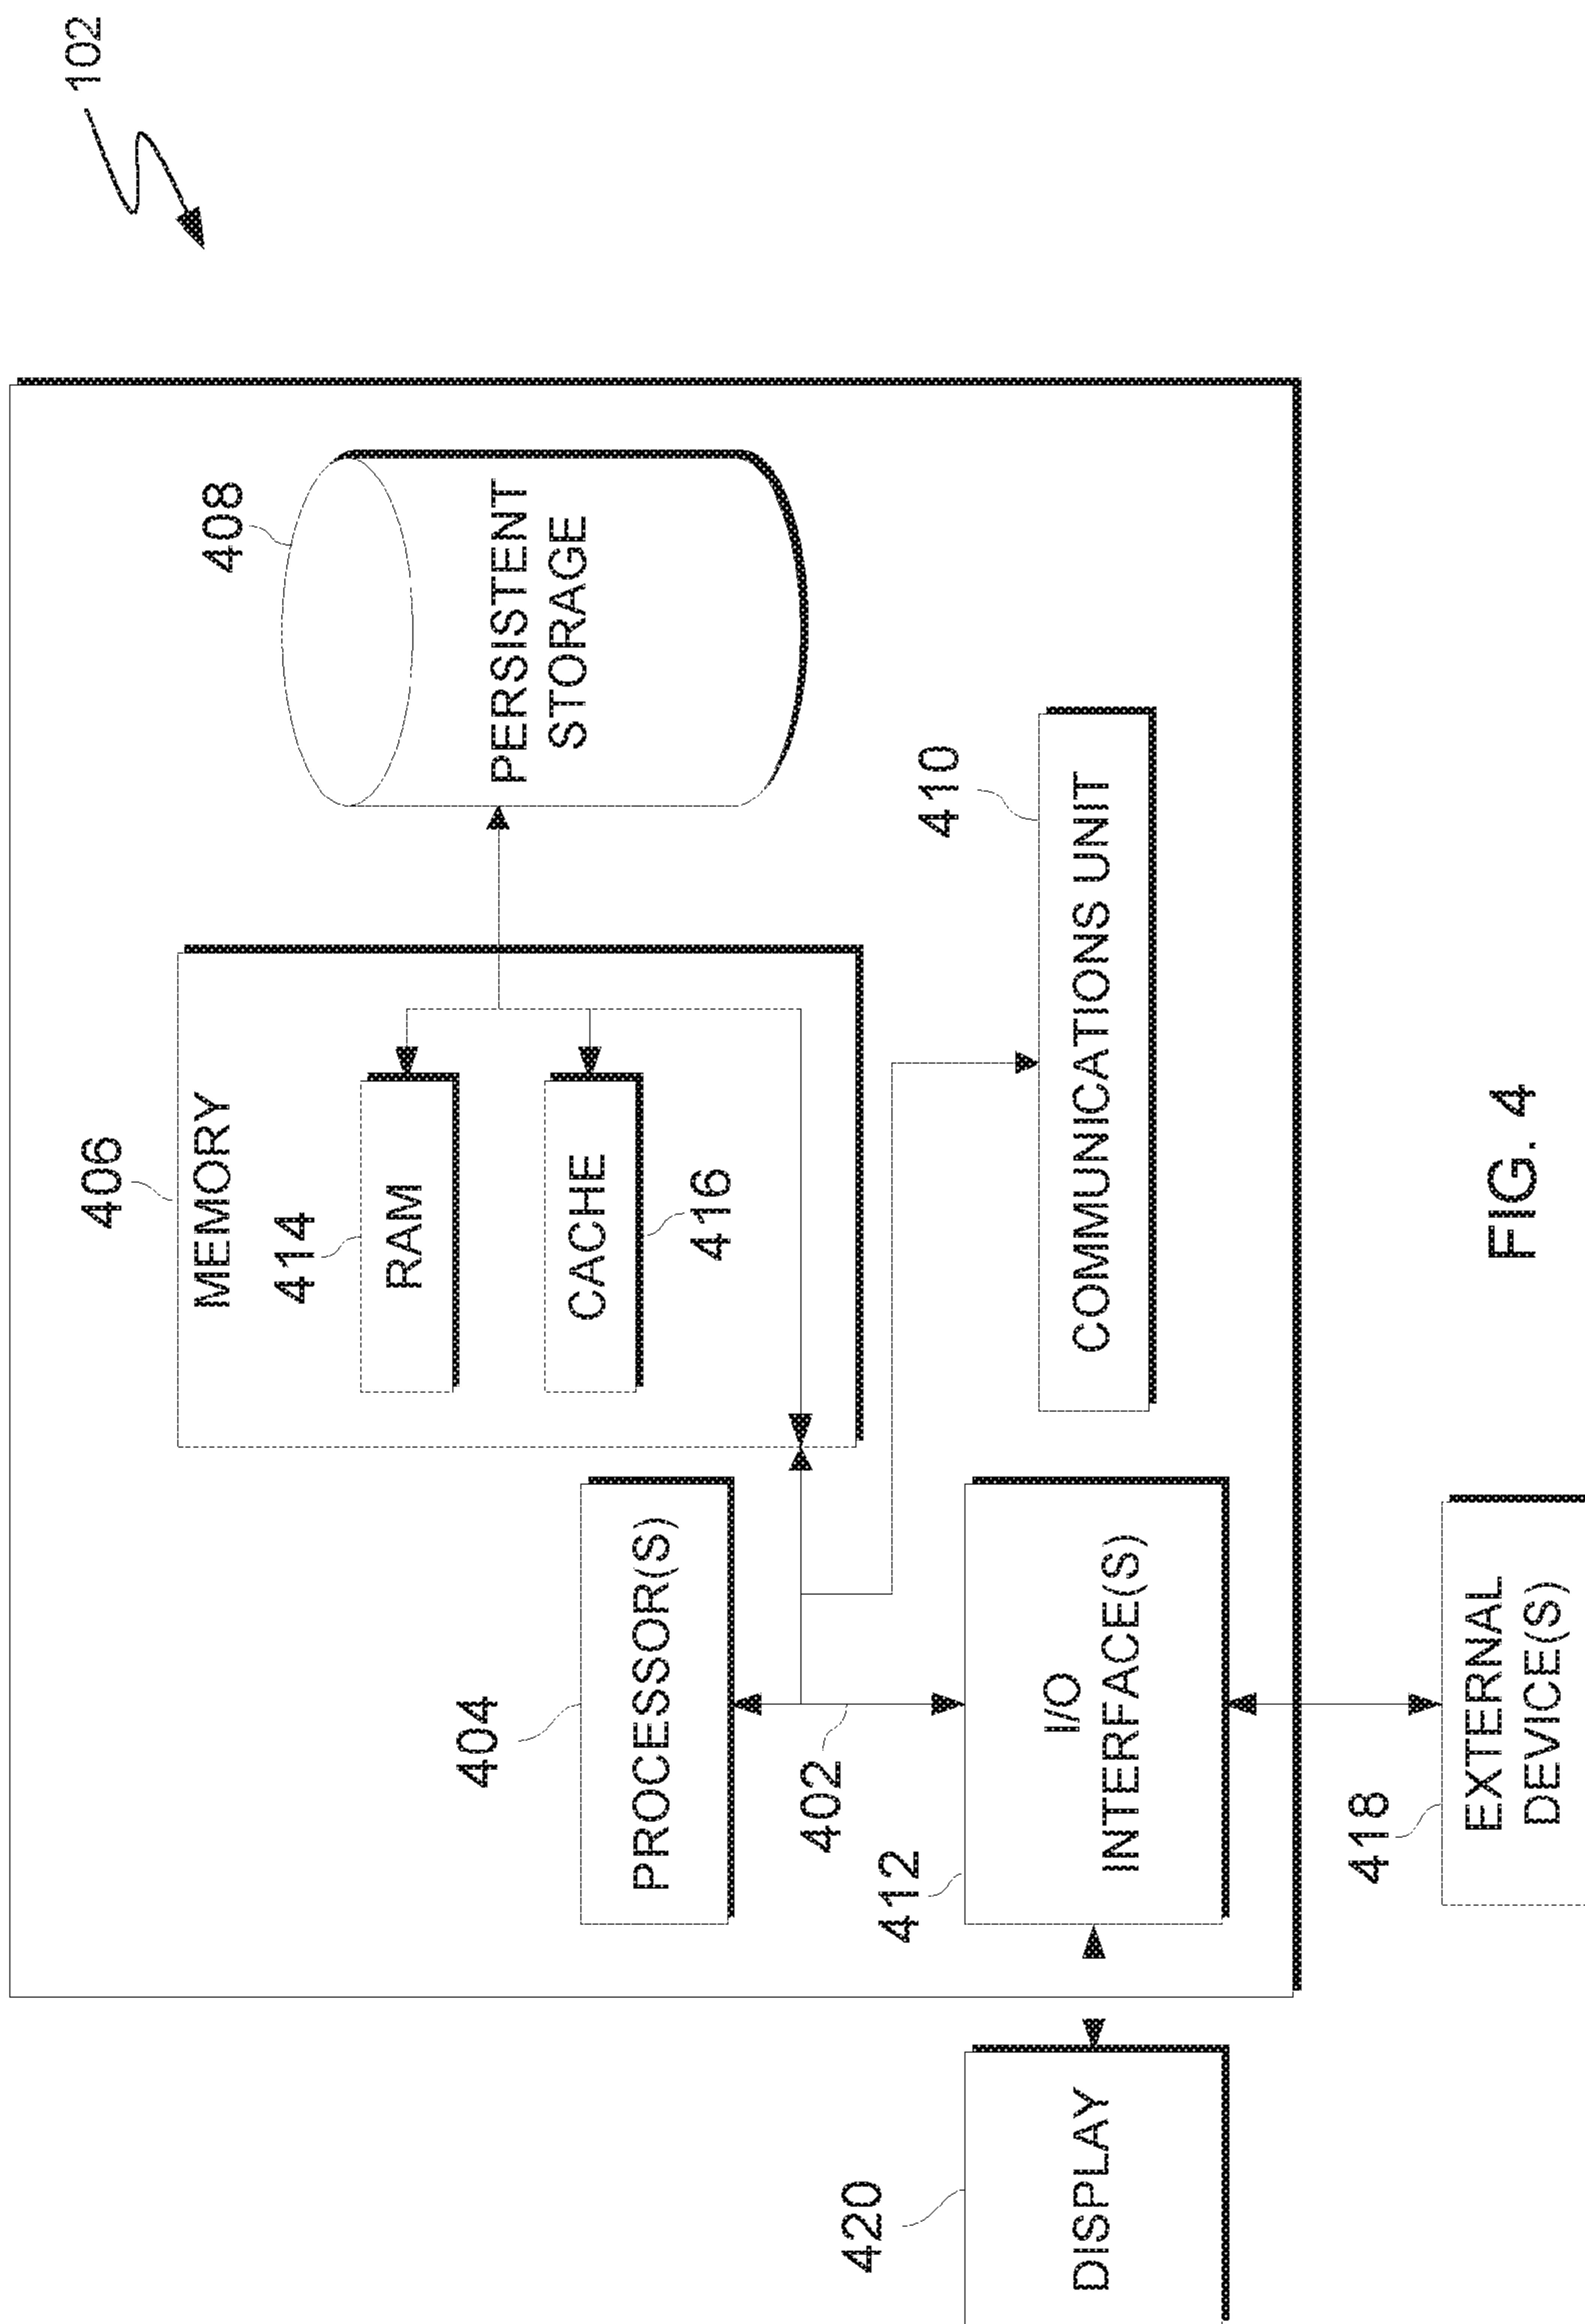 102
406
MEMORY
408
414
RAM
404
PERSISTENT
STORAGE
PROCESSOR(S)
CACHE
416
402
420
412
410
DISPLAY
I/O
INTERFACE(S)
COMMUNICATIONS UNIT
418
EXTERNAL
DEVICE(S)
FIG. 4